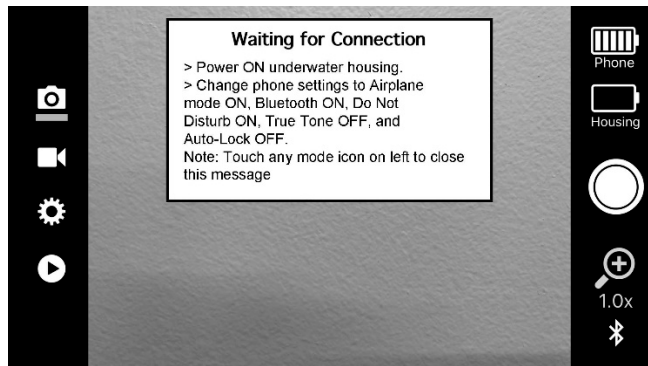 Waiting for Connection
> Power ON underwater housing.
> Change phone settings to Airplane
mode ON, Bluetooth ON, Do Not
Disturb ON, True Tone OFF, and
Auto-Lock OFF.
Note: Touch any mode icon on left to close
this message
Phone
Housing
1.0x